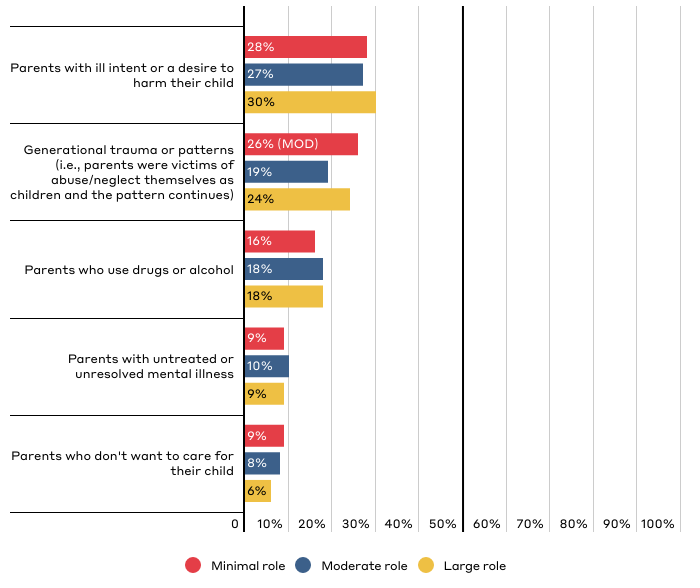 28%
Parents with ill intent or a desire to
harm their child
27%
30%
Generational trauma or patterns
(i.e., parents were victims of
abuse/neglect themselves as
children and the pattern continues)
26% (MOD)
19%
24%
16%
Parents who use drugs or alcohol
18%
18%
9%
Parents with untreated or
unresolved mental illness
10%
9%
9%
Parents who don't want to care for
their child
8%
6%
0 10% 20% 30% 40% 50% 60% 70% 80% 90% 100%
Minimal role Moderate role Large role